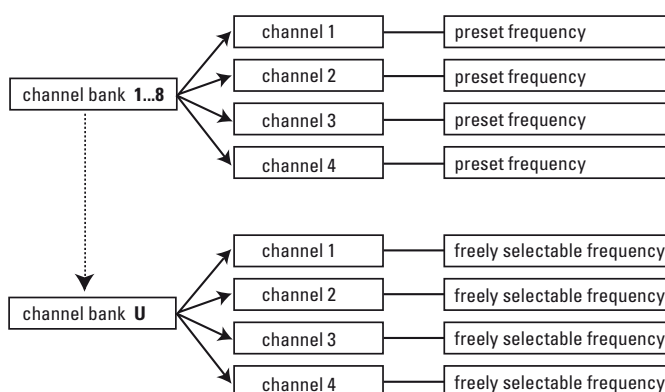 channel 1 preset frequency
channel 2 preset frequency
channel bank 1...8
channel 3 preset frequency
channel 4 preset frequency
channel 1 freely selectable frequency
channel 2 freely selectable frequency
channel bank U
channel 3 freely selectable frequency
channel 4 freely selectable frequency